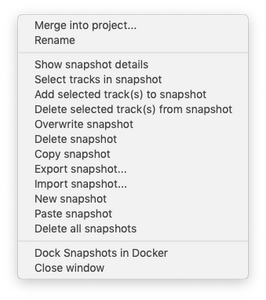 Merge into project...
Rename
Show snapshot details
Select tracks in snapshot
Add selected track(s) to snapshot
Delete selected track(s) from snapshot
Overwrite snapshot
Delete snapshot
Copy snapshot
Export snapshot...
Import snapshot...
New snapshot
Paste snapshot
Delete all snapshots
Dock Snapshots in Docker
Close window